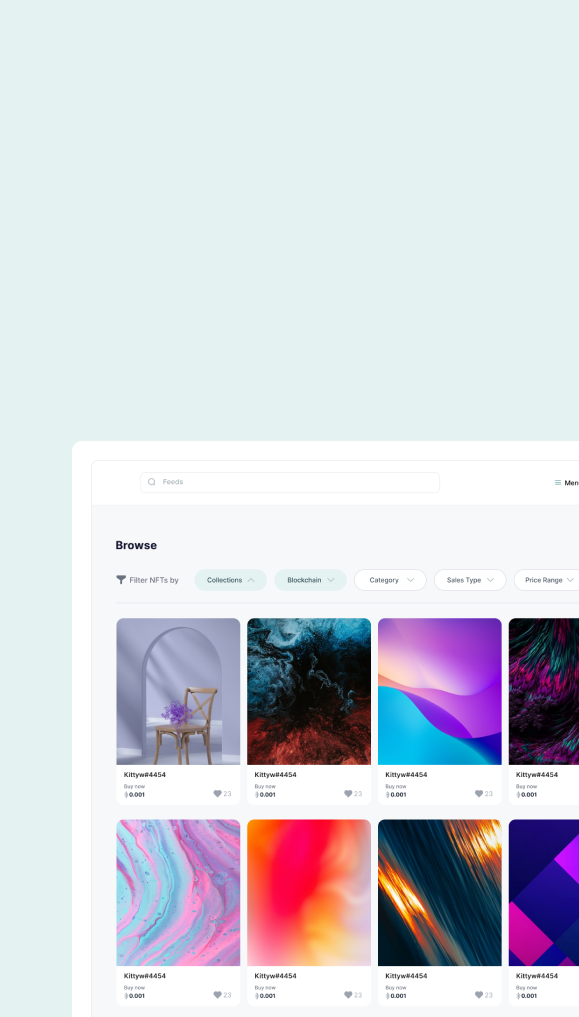 Feeds
Men
Browse
Filter NFTs by Collections Blockchain Category Sales Type Price Range
Kittyw#4454 Kittyw#4454 Kittyw#4454 Kittyw#4454
Buy now Buy now Buy now Buy now
0.001 23 0.001 23 0.001 23 0.001
Kittyw#4454 Kittyw#4454 Kittyw#4454 Kittyw#4454
Buy now Buy now Buy now Buy now
0.001 23 0.001 23 0.001 23 0.001